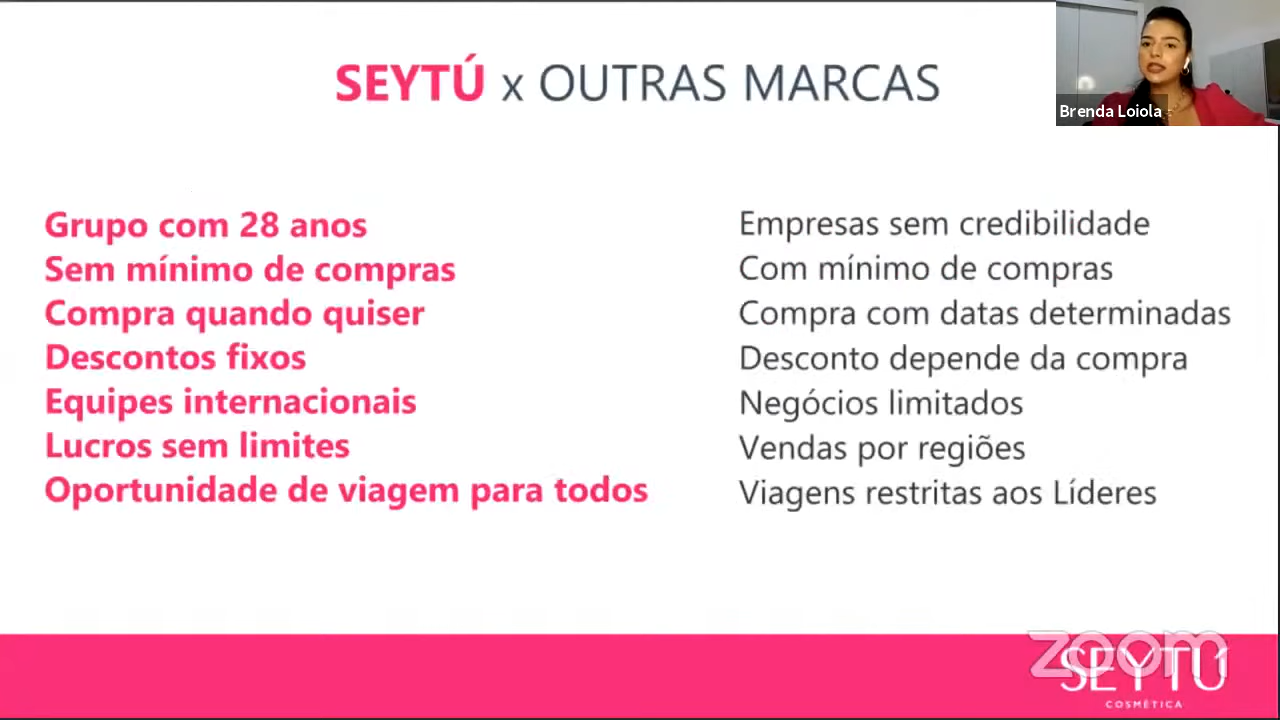 SEYTÚ x OUTRAS MARCAS
Brenda Loiola
Grupo com 28 anos
Sem mínimo de compras
Compra quando quiser
Descontos fixos
Equipes internacionais
Lucros sem limites
Oportunidade de viagem para todos
Empresas sem credibilidade
Com mínimo de compras
Compra com datas determinadas
Desconto depende da compra
Negócios limitados
Vendas por regiões
Viagens restritas aos Líderes
zoom
SEYTÚ
COSMÉTICA